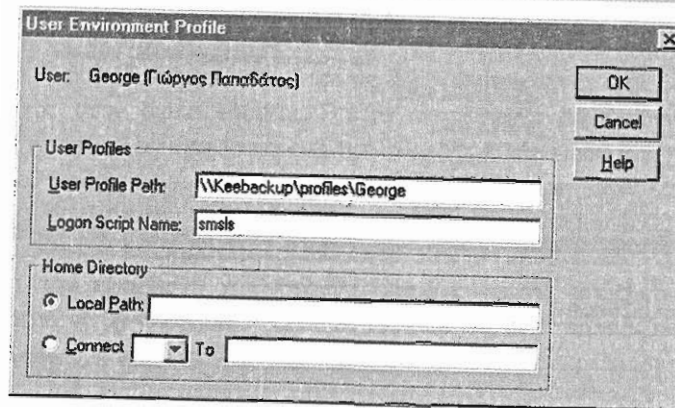 User Environment Profile
User: George (Γιώργος Παπαδάτος)
OK
Cancel
Help
User Profiles
User Profile Path: \\Keebackup\profiles\George
Logon Script Name: smsls
Home Directory
Local Path:
Connect To